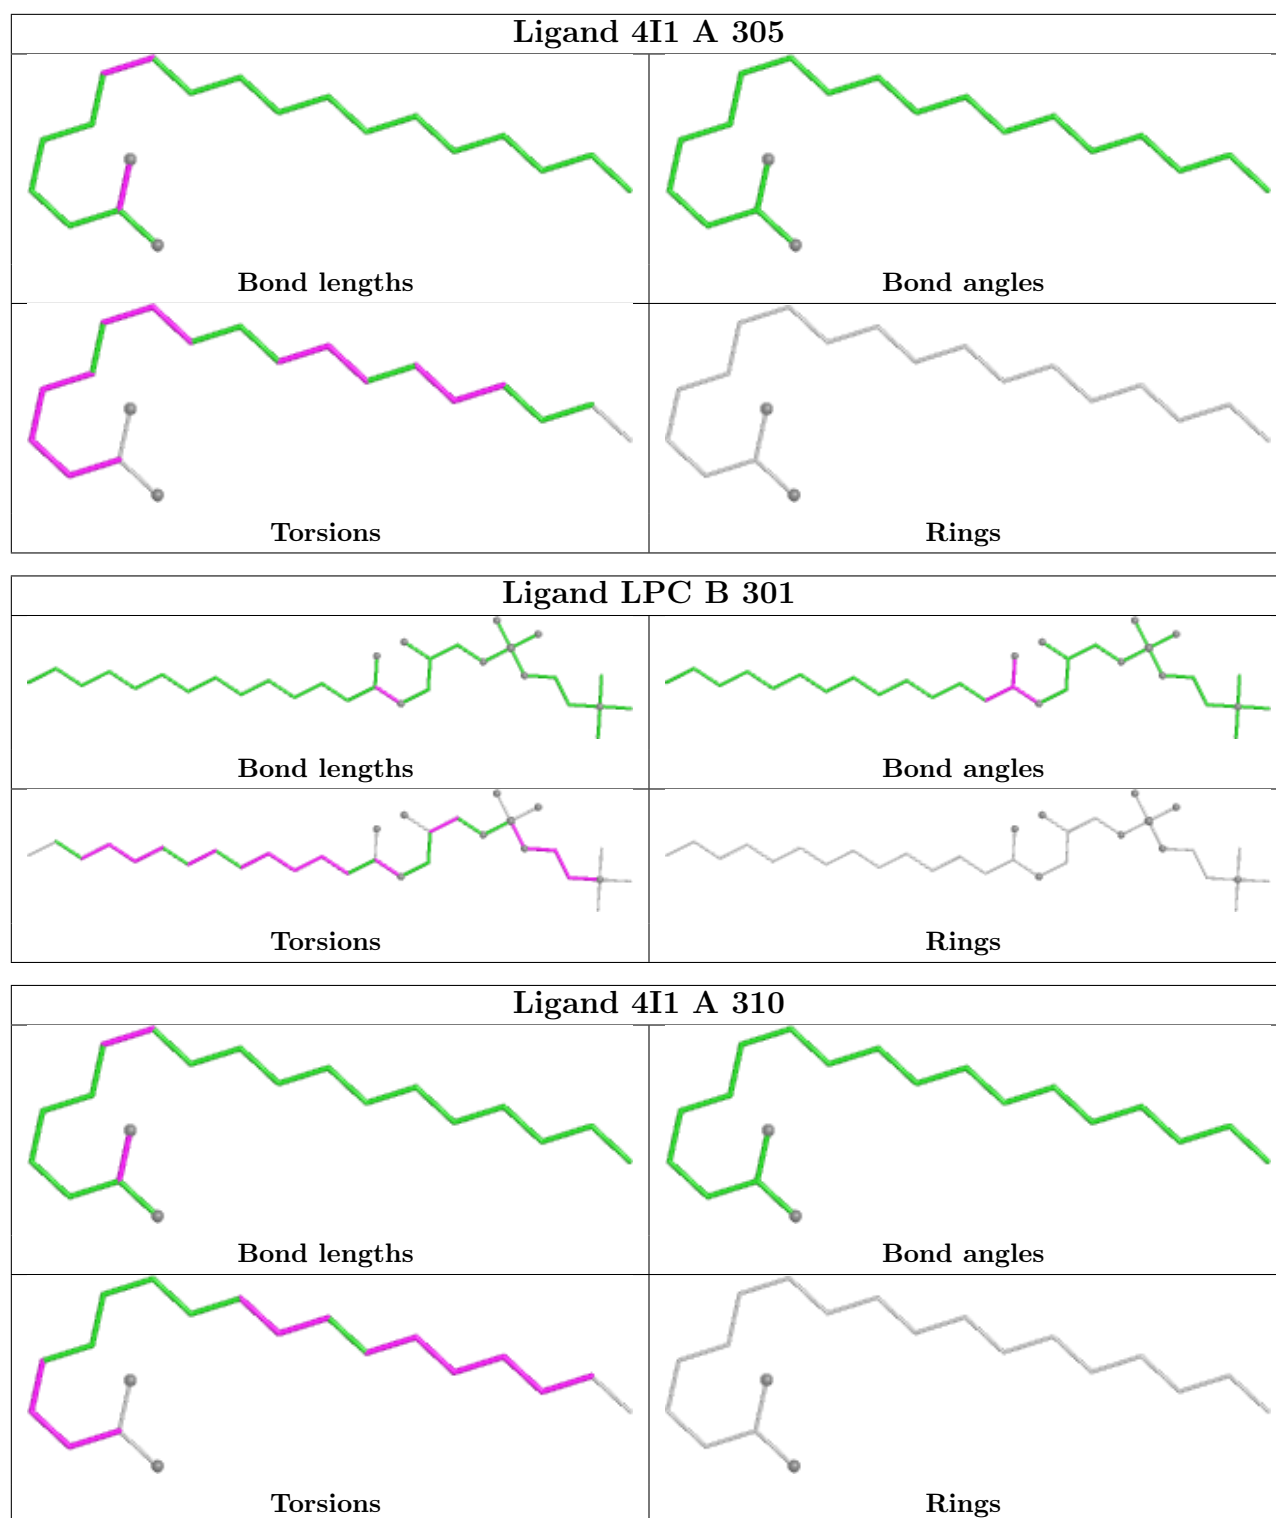 Ligand 4I1 A 305
Bond lengths
Bond angles
Torsions
Rings
Ligand LPC B 301
Bond lengths
Bond angles
Torsions
Rings
Ligand 4I1 A 310
Bond lengths
Bond angles
Torsions
Rings